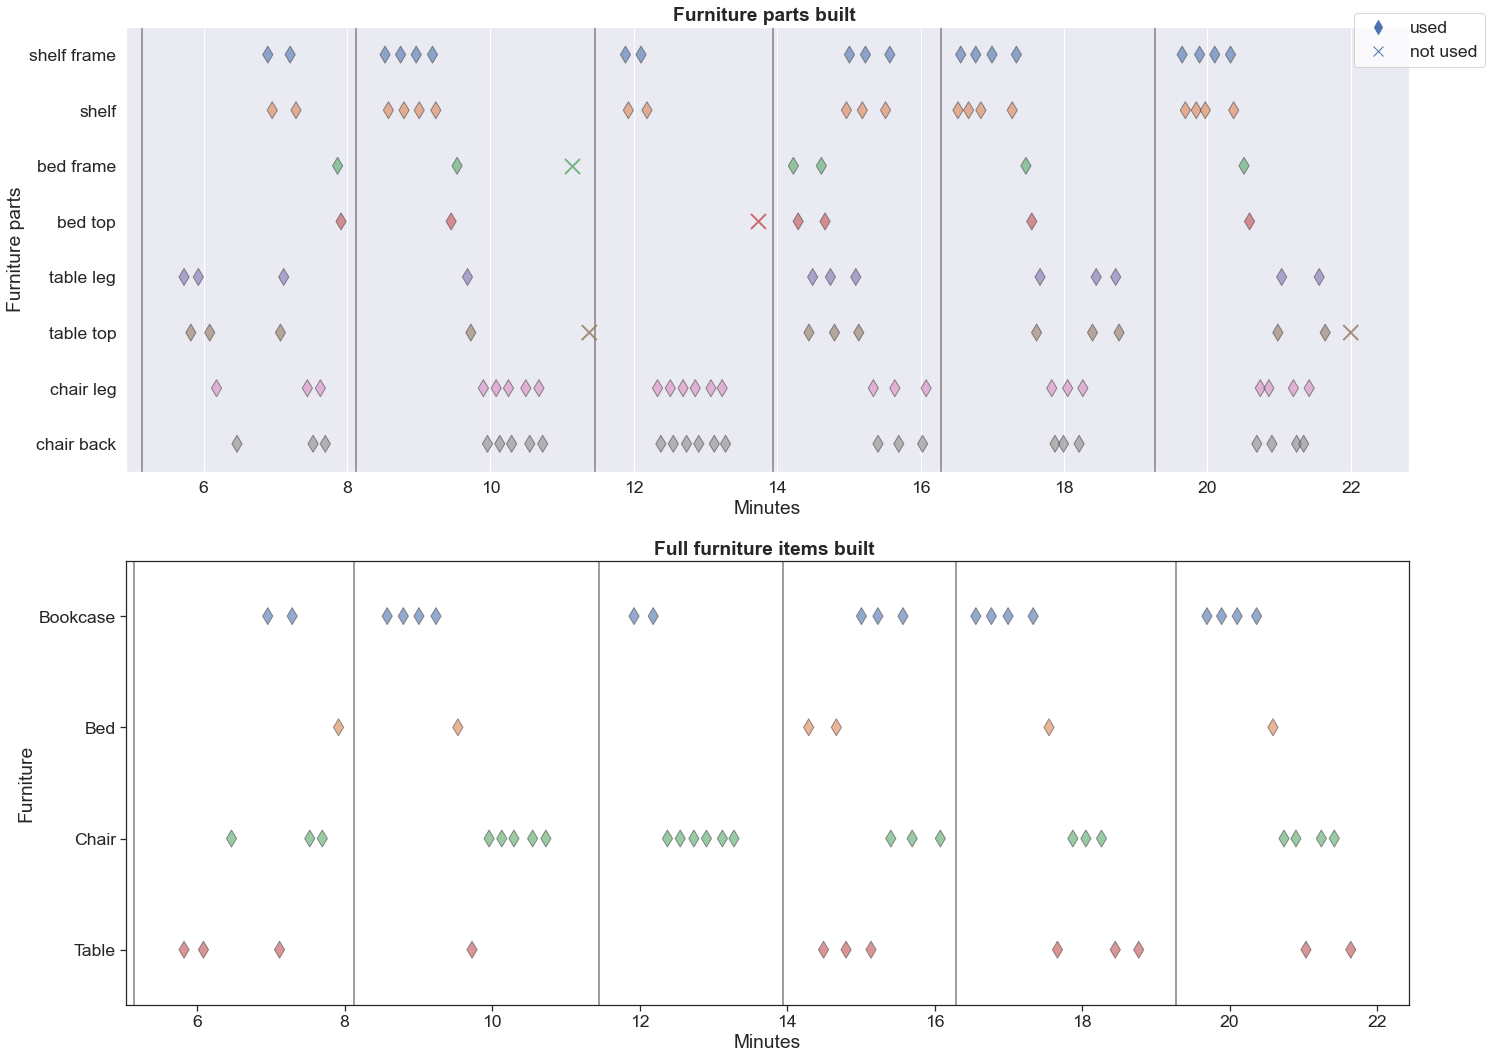 Furniture parts built
used
not used
Furniture parts
shelf frame
shelf
bed frame
bed top
table leg
table top
chair leg
chair back
6 8 10 12 14 16 18 20 22
Minutes
Full furniture items built
Furniture
Bookcase
Bed
Chair
Table
6 8 10 12 14 16 18 20 22
Minutes